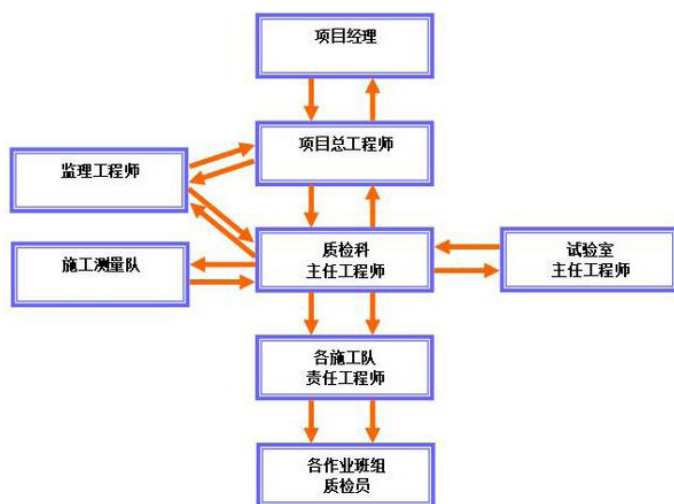 项目经理
项目总工程师
监理工程师
质检科
主任工程师
施工测量队
试验室
主任工程师
各施工队
责任工程师
各作业班组
质检员